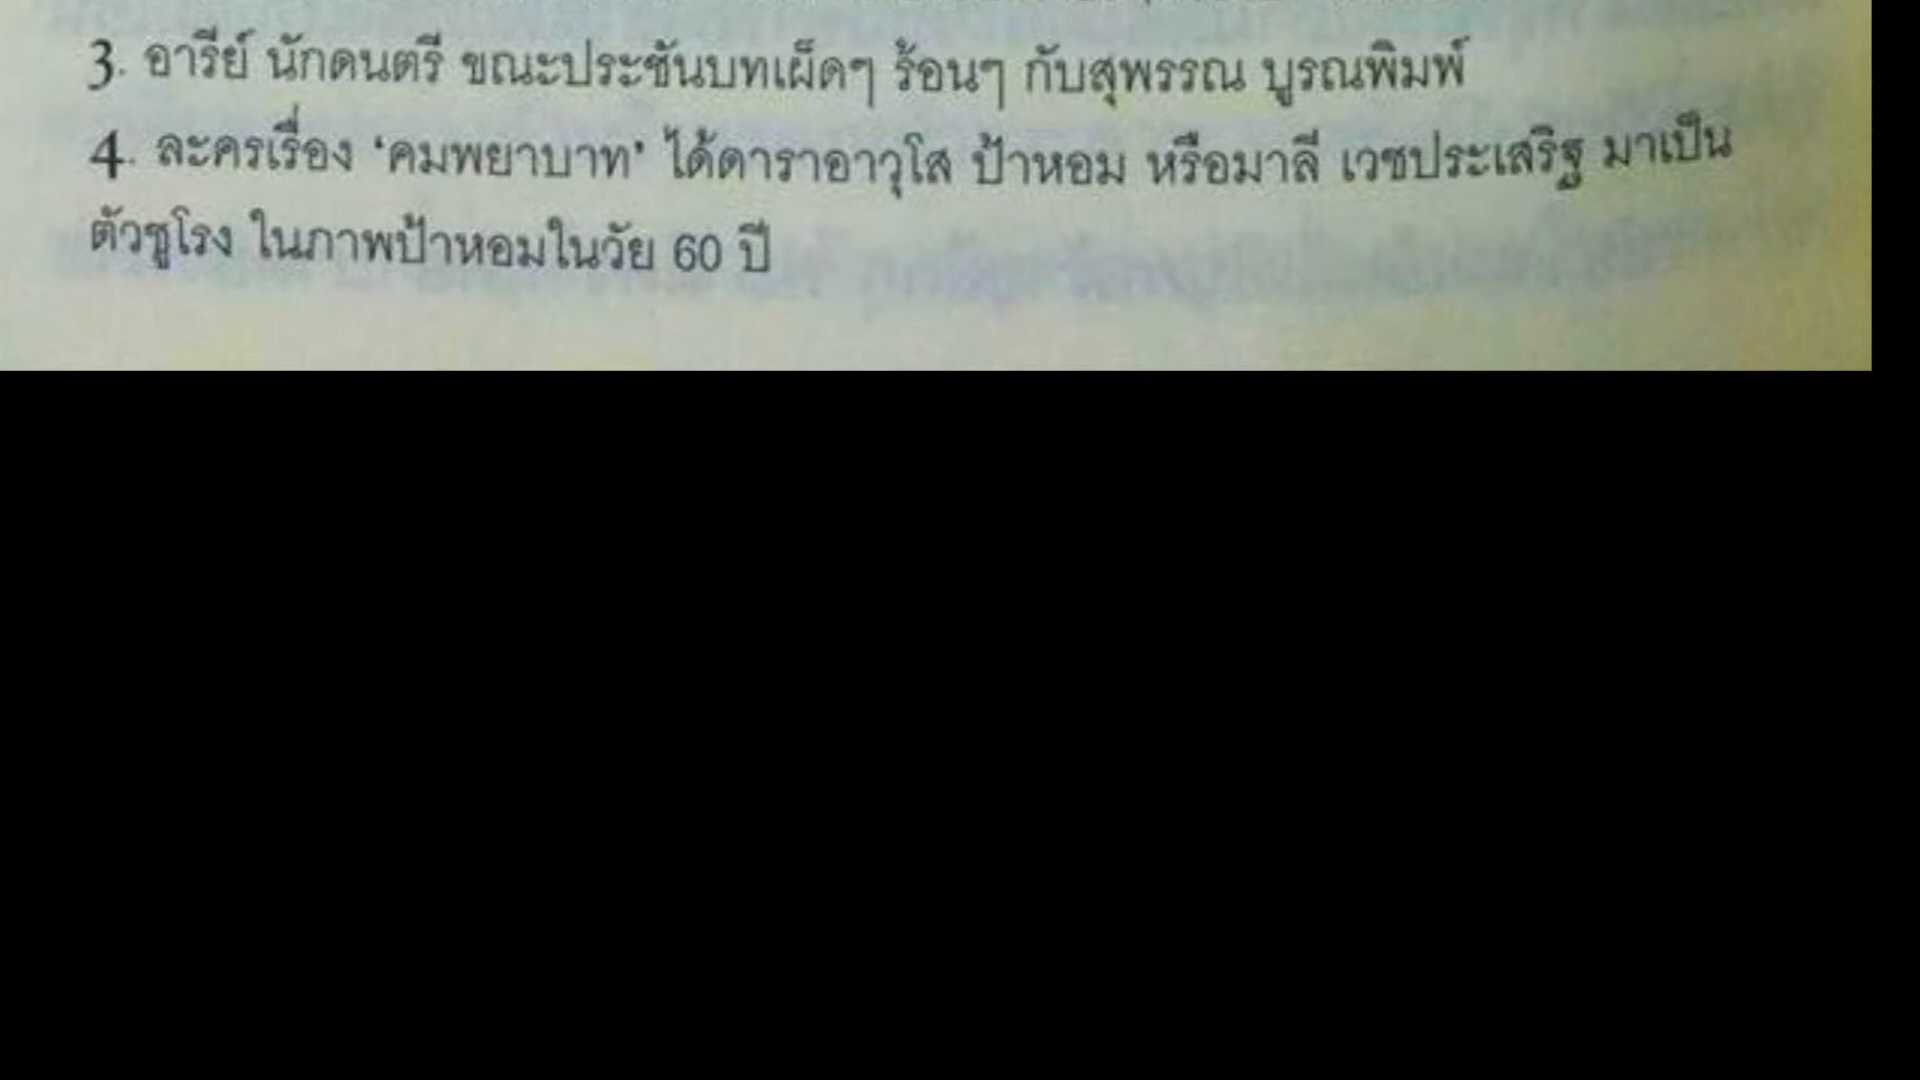 3. อารีย์ นักดนตรี ขณะประชันบทเผ็ดๆ ร้อนๆ กับสุพรรณ บูรณพิมพ์
4. ละครเรื่อง ‘คมพยาบาท’ ได้ดาราอาวุโส ป้าหอม หรือมาลี เวชประเสริฐ มาเป็น
ตัวชูโรง ในภาพป้าหอมในวัย 60 ปี